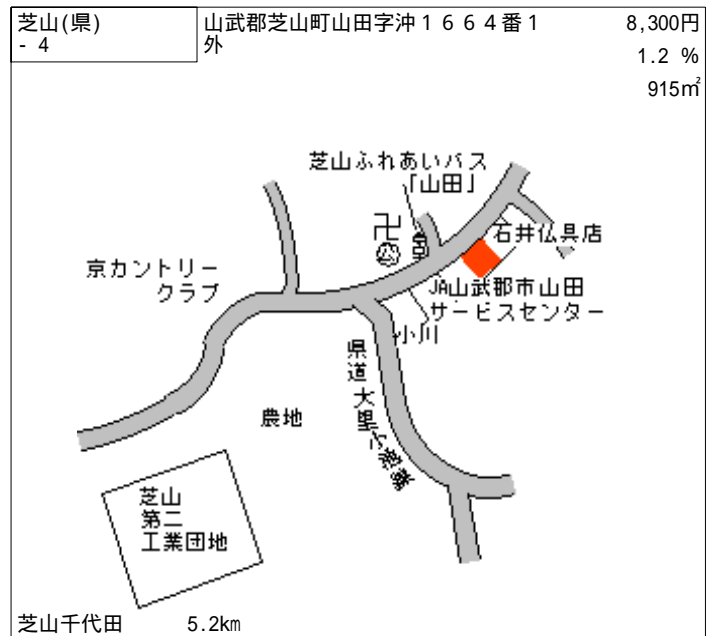 芝山(県)
- 4
山武郡芝山町山田字沖１６６４番１
外
8,300円
1.2 %
915㎡
芝山ふれあいバス
「山田」
卍
石井仏具店
京カントリー
クラブ
JA山武郡市山田
サービスセンター
小川
県道大里小池線
農地
芝山
第二
工業団地
芝山千代田 5.2km